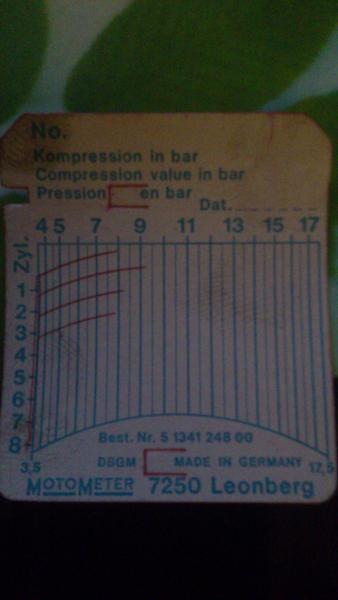 No.
Kompression in bar
Compression value in bar
Pression en bar
Dat.
Zyl. 4 5 7 9 11 13 15 17
1
2
3
4
5
6
7
8
Best. Nr. 5 1341 248 00
3,5 DBGM MADE IN GERMANY 17,5
MOTOMETER 7250 Leonberg